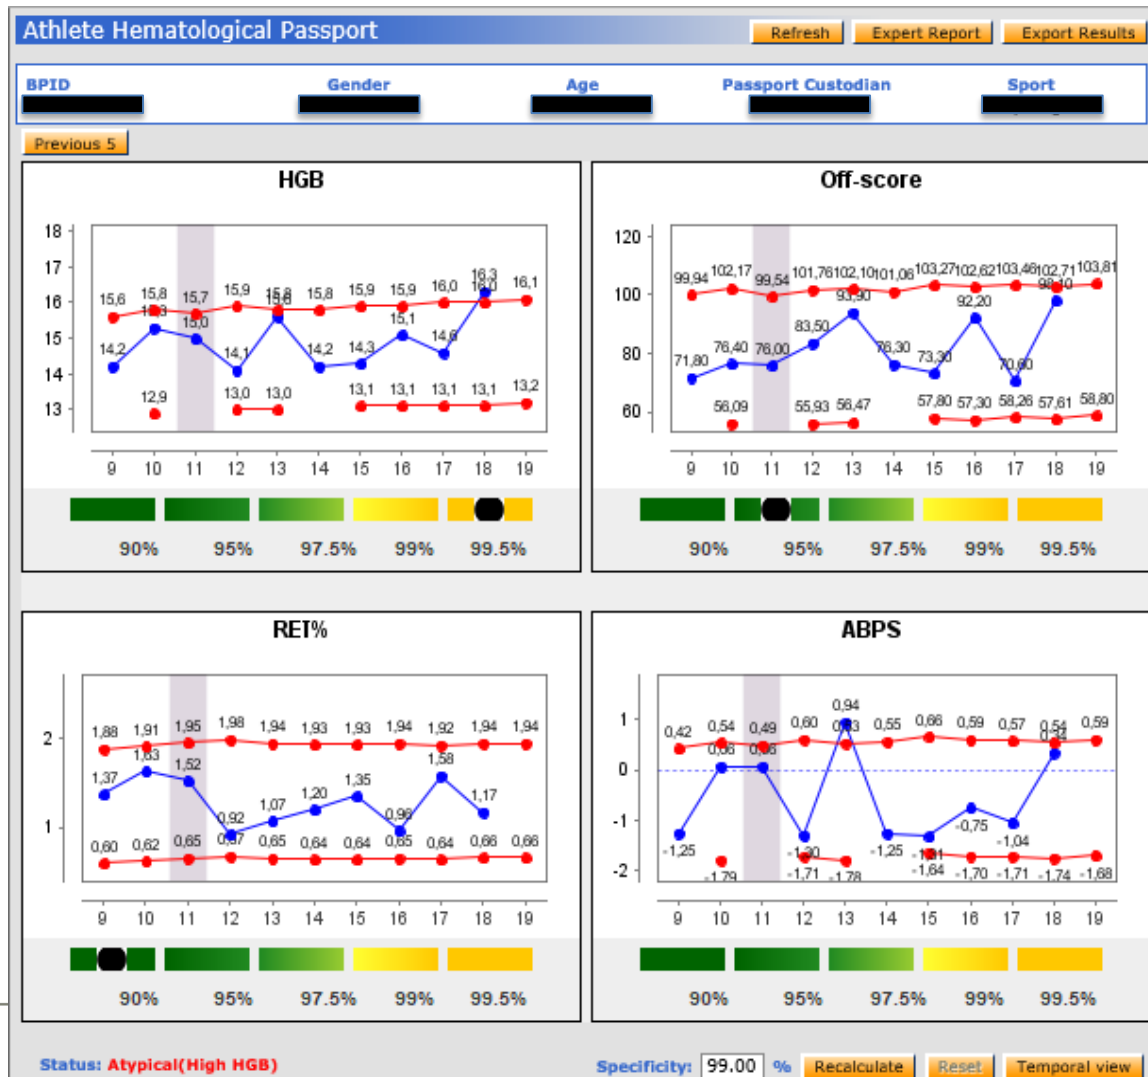 Athlete Hematological Passport
Refresh Expert Report Export Results
BPID Gender Age Passport Custodian Sport
Previous 5
HGB
18
17
16
15
14
13
15,6 15,8 15,7 15,9 15,8 15,8 15,9 15,9 16,0 16,0 16,1
14,2 15,3 15,0 14,1 15,6 14,2 14,3 15,1 14,6 16,3
12,9 13,0 13,0 13,1 13,1 13,1 13,1 13,2
9 10 11 12 13 14 15 16 17 18 19
90% 95% 97.5% 99% 99.5%
Off-score
120
100
80
60
99,94 102,17 99,54 101,76 102,10 101,06 103,27 102,62 103,46 102,71 103,81
71,80 76,40 76,00 83,50 93,90 76,30 73,30 92,20 70,60 98,10
56,09 55,93 56,47 57,80 57,30 58,26 57,61 58,80
9 10 11 12 13 14 15 16 17 18 19
90% 95% 97.5% 99% 99.5%
RET%
2
1
1,88 1,91 1,95 1,98 1,94 1,93 1,93 1,94 1,92 1,94 1,94
1,37 1,63 1,52 0,92 1,07 1,20 1,35 0,96 1,58 1,17
0,60 0,62 0,65 0,67 0,65 0,64 0,64 0,65 0,64 0,66 0,66
9 10 11 12 13 14 15 16 17 18 19
90% 95% 97.5% 99% 99.5%
ABPS
1
0
-1
-2
0,42 0,54 0,49 0,60 0,55 0,66 0,59 0,57 0,54 0,59
-1,25 0,06 0,06 -1,30 0,94 -1,25 -1,31 -0,75 -1,04 0,34
-1,79 -1,71 -1,78 -1,64 -1,70 -1,71 -1,74 -1,68
9 10 11 12 13 14 15 16 17 18 19
90% 95% 97.5% 99% 99.5%
Status: Atypical(High HGB)
Specificity: 99.00 % Recalculate Reset Temporal view